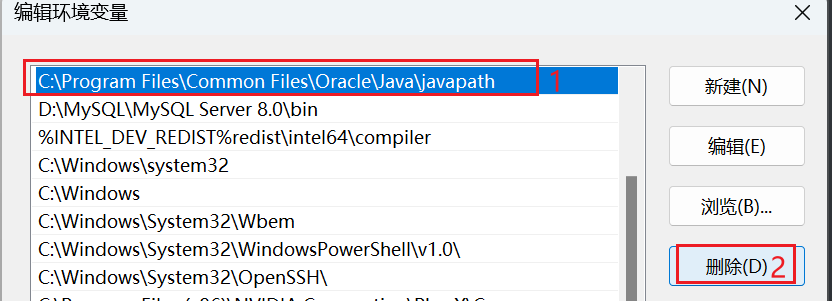 编辑环境变量
C:\Program Files\Common Files\Oracle\Java\javapath
1
新建(N)
D:\MySQL\MySQL Server 8.0\bin
%INTEL_DEV_REDIST%redist\intel64\compiler
编辑(E)
C:\Windows\system32
C:\Windows
浏览(B)...
C:\Windows\System32\Wbem
C:\Windows\System32\WindowsPowerShell\v1.0\
删除(D)
2
C:\Windows\System32\OpenSSH\